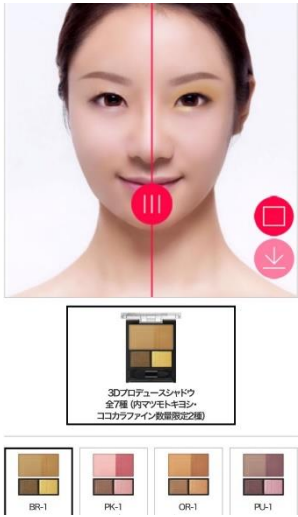 3Dプロデュースシャドウ
全7種 (内マツモトキヨシ・
ココカラファイン数量限定2種)
BR-1
PK-1
OR-1
PU-1